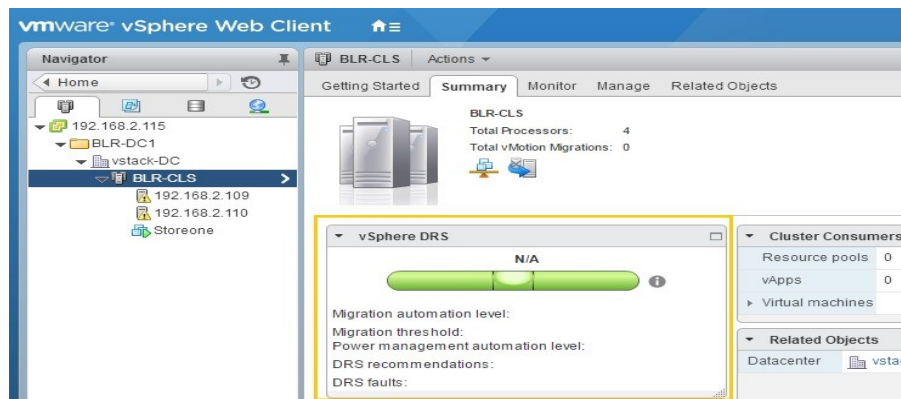 vmware® vSphere Web Client
Navigator
Home
192.168.2.115
BLR-DC1
vstack-DC
BLR-CLS
192.168.2.109
192.168.2.110
Storeone
BLR-CLS Actions
Getting Started Summary Monitor Manage Related Objects
BLR-CLS
Total Processors: 4
Total vMotion Migrations: 0
vSphere DRS
N/A
Migration automation level:
Migration threshold:
Power management automation level:
DRS recommendations:
DRS faults:
Cluster Consumers
Resource pools 0
vApps 0
Virtual machines
Related Objects
Datacenter vsta